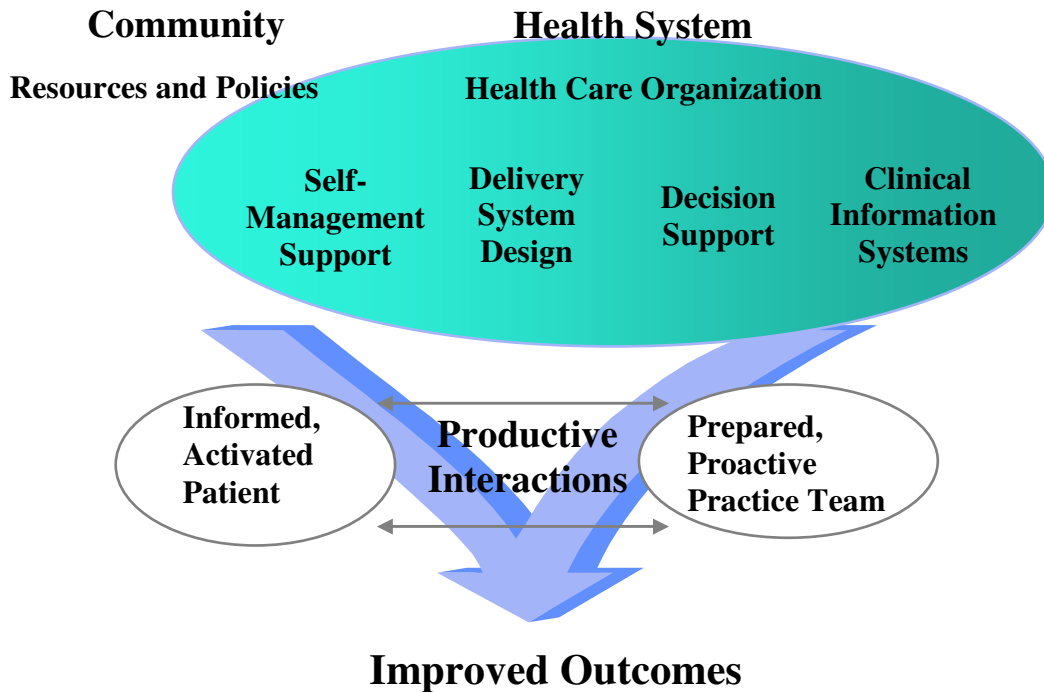 Community
Health System
Resources and Policies
Health Care Organization
Self-
Management
Support
Delivery
System
Design
Decision
Support
Clinical
Information
Systems
Informed,
Activated
Patient
Productive
Interactions
Prepared,
Proactive
Practice Team
Improved Outcomes